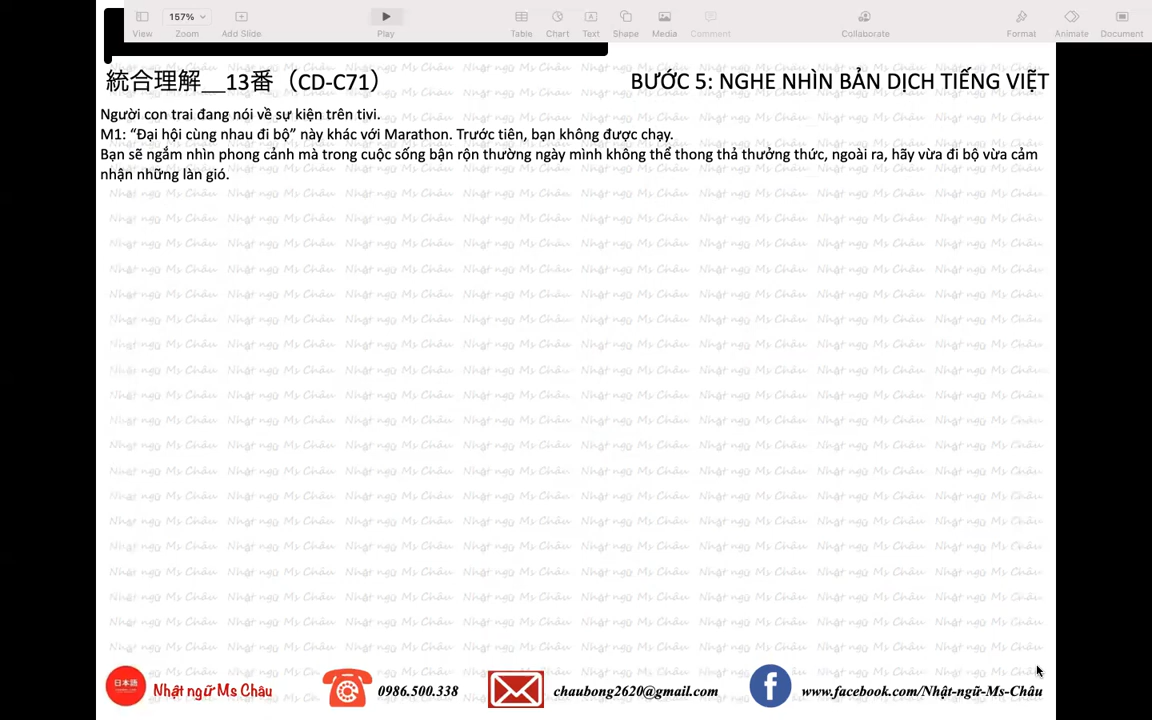 157%
View Zoom Add Slide Play Table Chart Text Shape Media Comment Collaborate Format Animate Document
統合理解__13番（CD-C71）
BƯỚC 5: NGHE NHÌN BẢN DỊCH TIẾNG VIỆT
Người con trai đang nói về sự kiện trên tivi.
M1: “Đại hội cùng nhau đi bộ” này khác với Marathon. Trước tiên, bạn không được chạy.
Bạn sẽ ngắm nhìn phong cảnh mà trong cuộc sống bận rộn thường ngày mình không thể thong thả thưởng thức, ngoài ra, hãy vừa đi bộ vừa cảm
nhận những làn gió.
Nhật ngữ Ms Châu
日本語 Nhật ngữ Ms Châu 0986.500.338 chaubong2620@gmail.com www.facebook.com/Nhật-ngữ-Ms-Châu